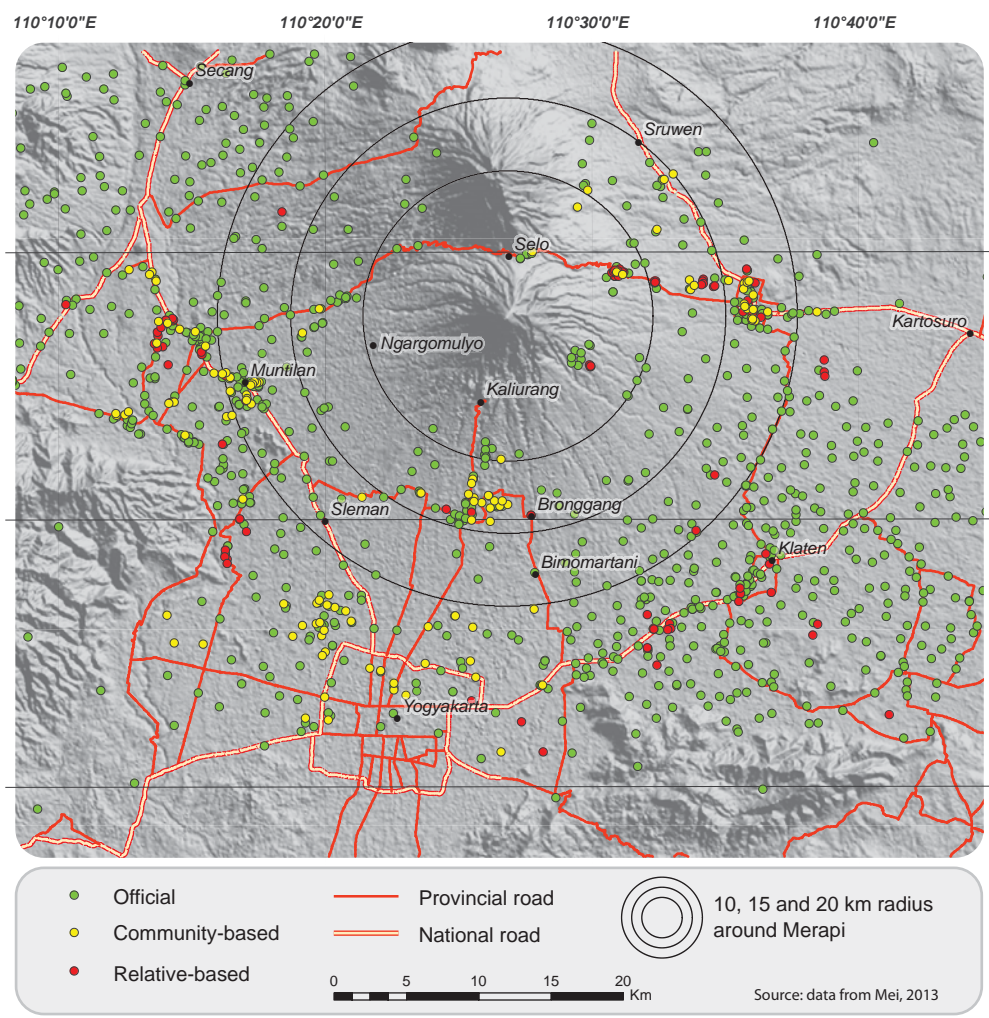 110°10'0"E 110°20'0"E 110°30'0"E 110°40'0"E
Secang
Sruwen
Selo
Kartosuro
Ngargomulyo
Muntilan
Kaliurang
Bronggang
Sleman
Klaten
Bimomartani
Yogyakarta
Official
Community-based
Relative-based
Provincial road
National road
10, 15 and 20 km radius
around Merapi
0 5 10 15 20
Km
Source: data from Mei, 2013